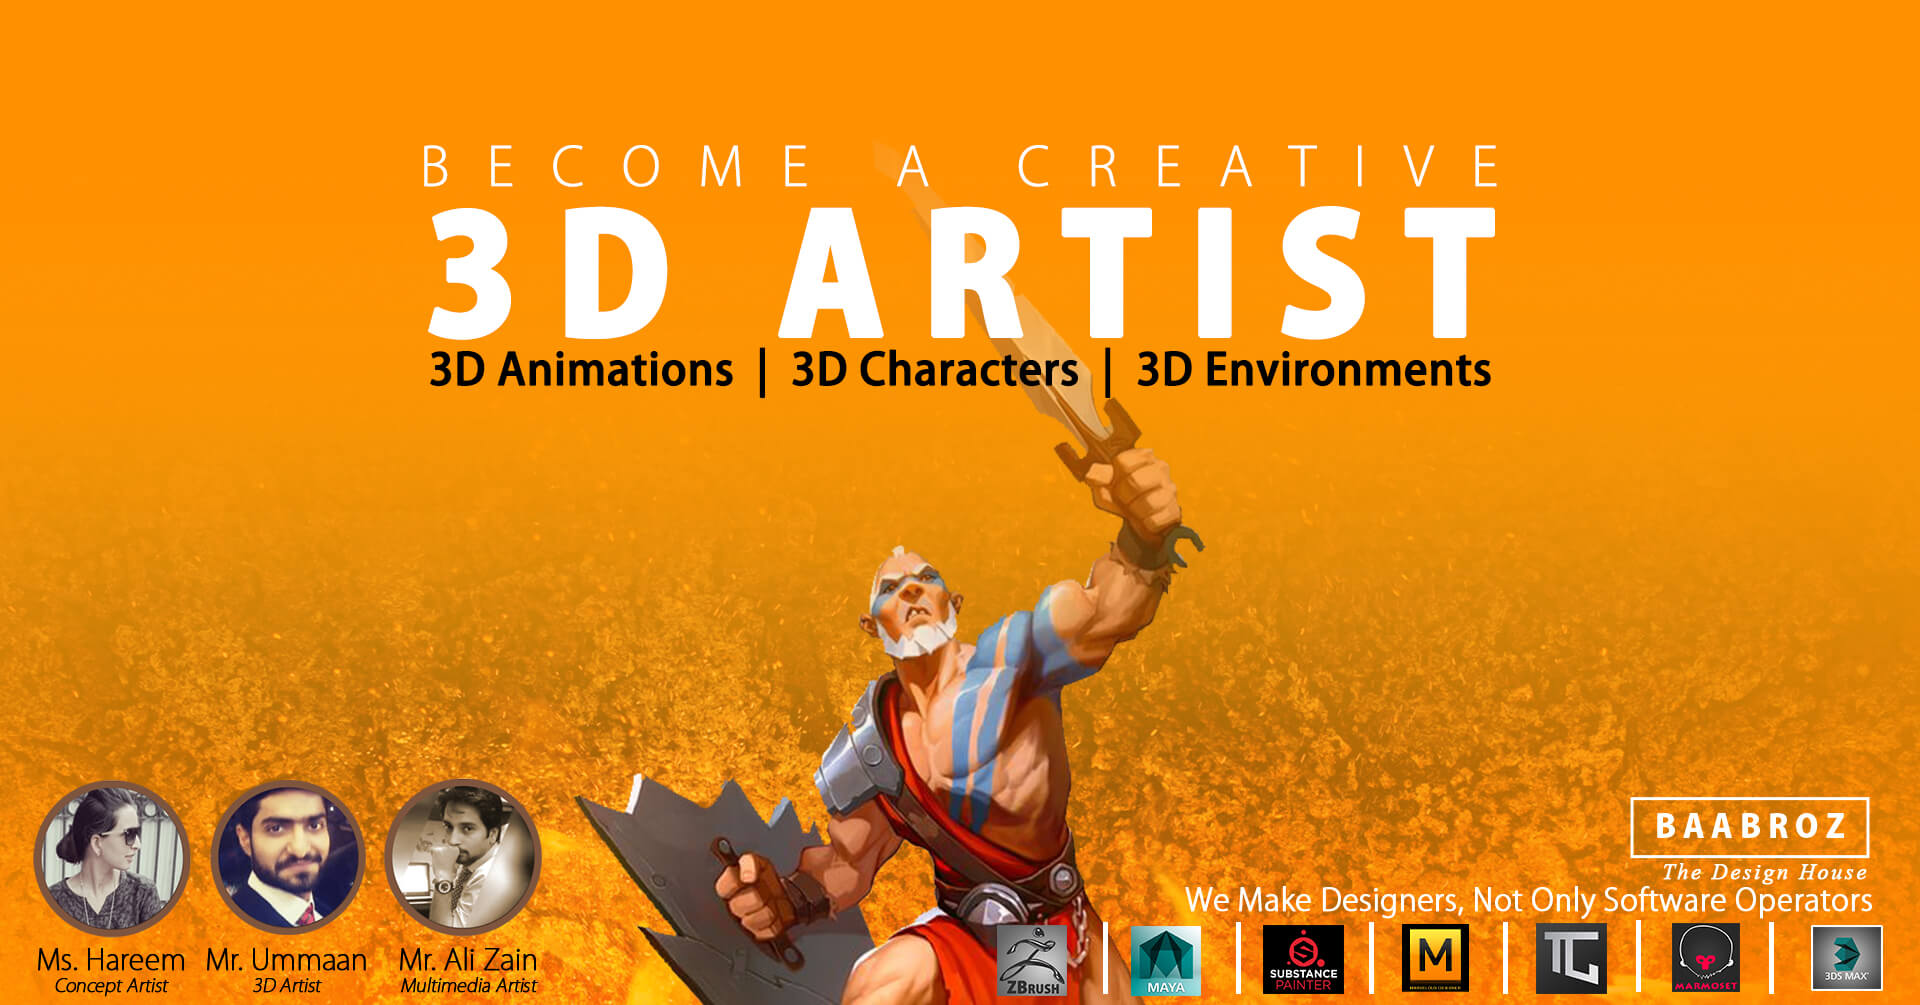 BECOME A CREATIVE
3D ARTIST
3D Animations | 3D Characters | 3D Environments
BAABROZ
The Design House
We Make Designers, Not Only Software Operators
Ms. Hareem
Concept Artist
Mr. Ummaan
3D Artist
Mr. Ali Zain
Multimedia Artist
ZBRUSH
MAYA
SUBSTANCE
PAINTER
M
MARVELOUS DESIGNER
MARMOSET
3DS MAX